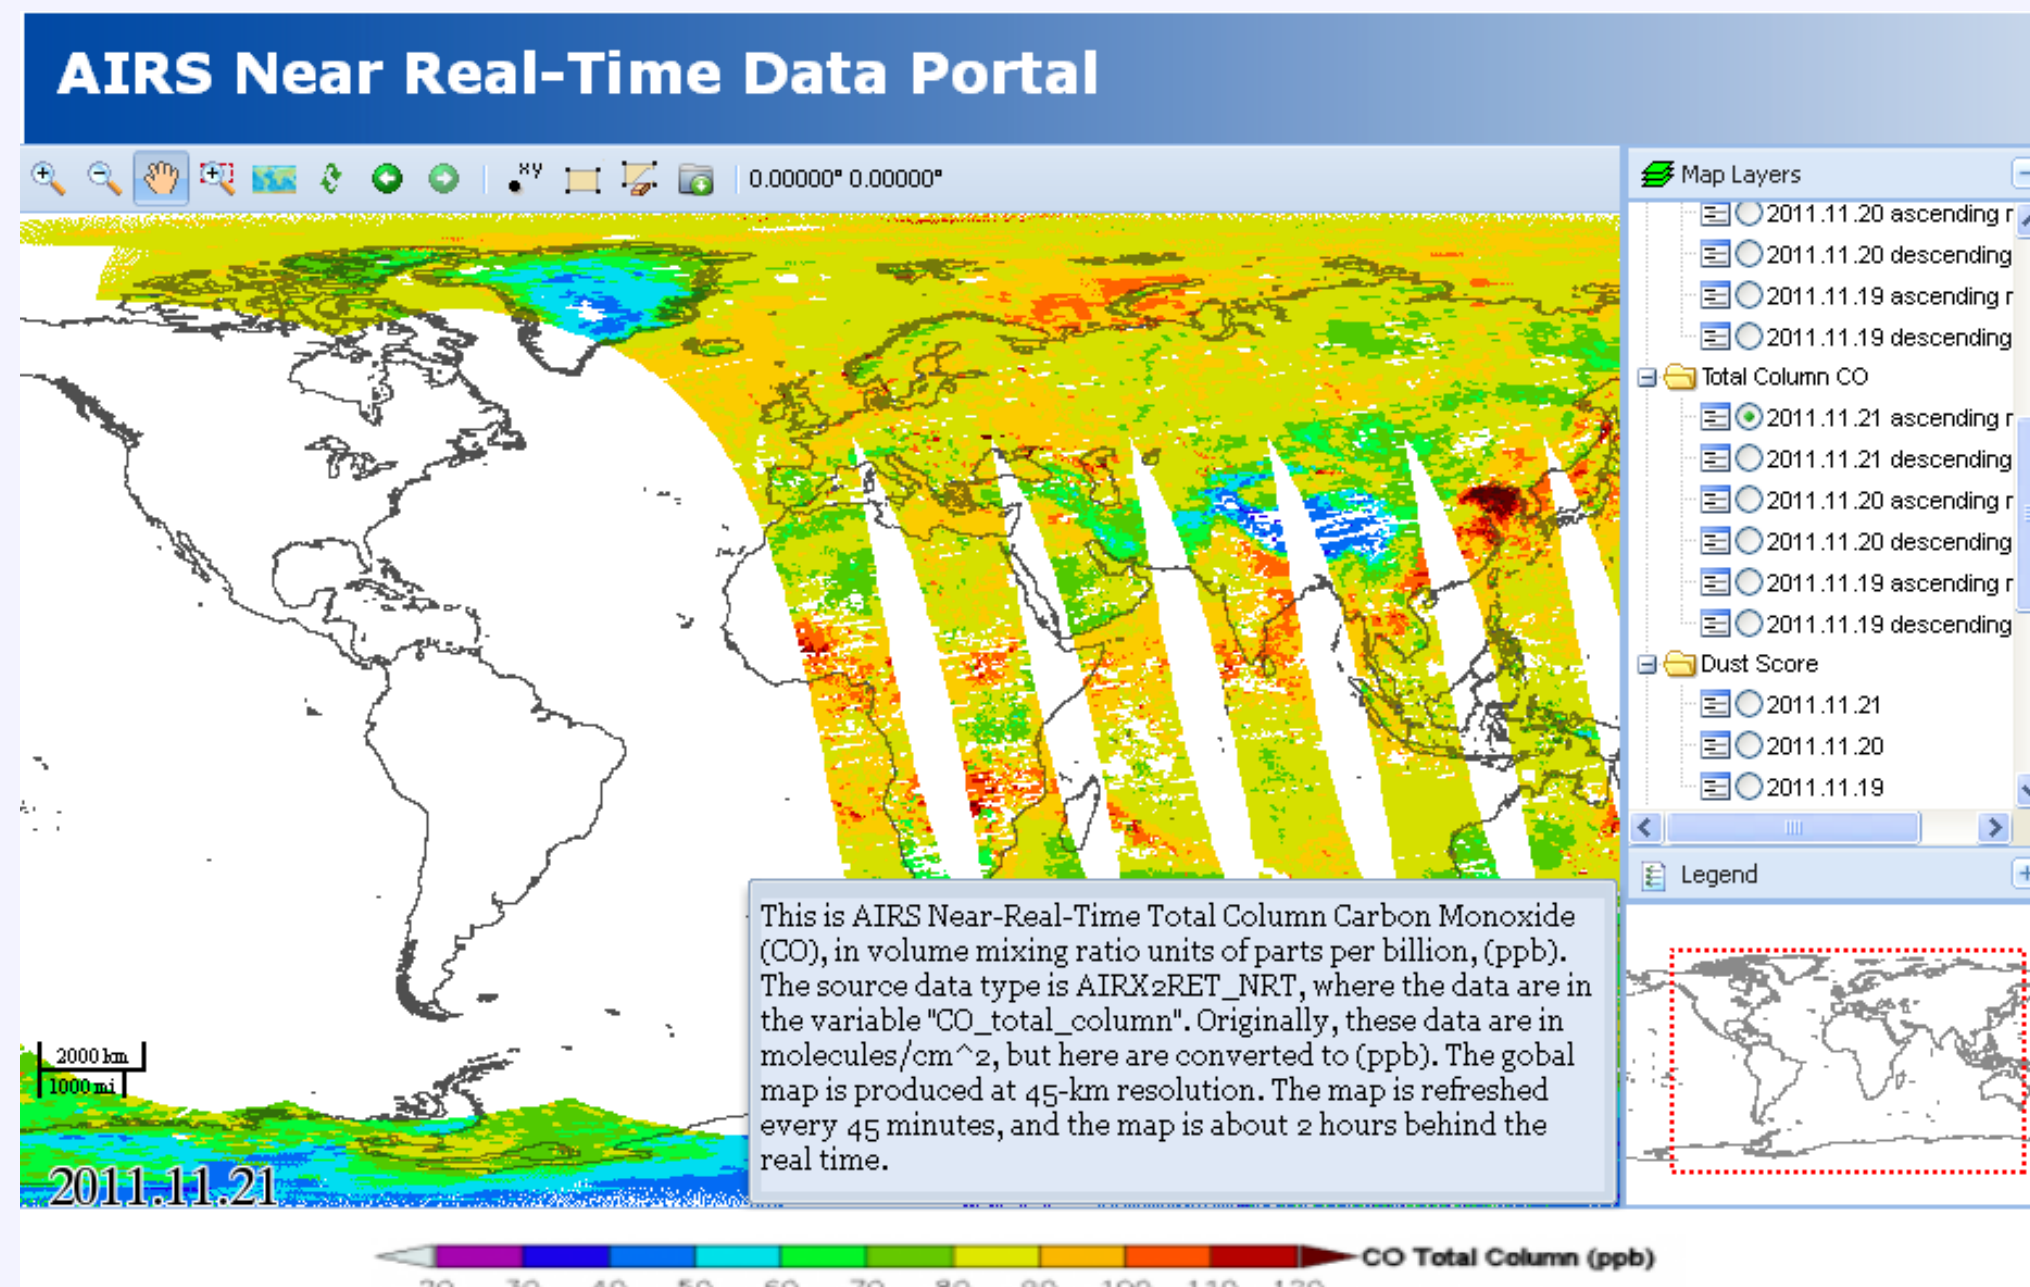 AIRS Near Real-Time Data Portal
xy
0.00000° 0.00000°
Map Layers
2011.11.20 ascending r
2011.11.20 descending
2011.11.19 ascending r
2011.11.19 descending
Total Column CO
2011.11.21 ascending r
2011.11.21 descending
2011.11.20 ascending r
2011.11.20 descending
2011.11.19 ascending r
2011.11.19 descending
Dust Score
2011.11.21
2011.11.20
2011.11.19
Legend
This is AIRS Near-Real-Time Total Column Carbon Monoxide
(CO), in volume mixing ratio units of parts per billion, (ppb).
The source data type is AIRX2RET_NRT, where the data are in
the variable "CO_total_column". Originally, these data are in
molecules/cm^2, but here are converted to (ppb). The gobal
map is produced at 45-km resolution. The map is refreshed
every 45 minutes, and the map is about 2 hours behind the
real time.
2000 km
1000 mi
2011.11.21
CO Total Column (ppb)